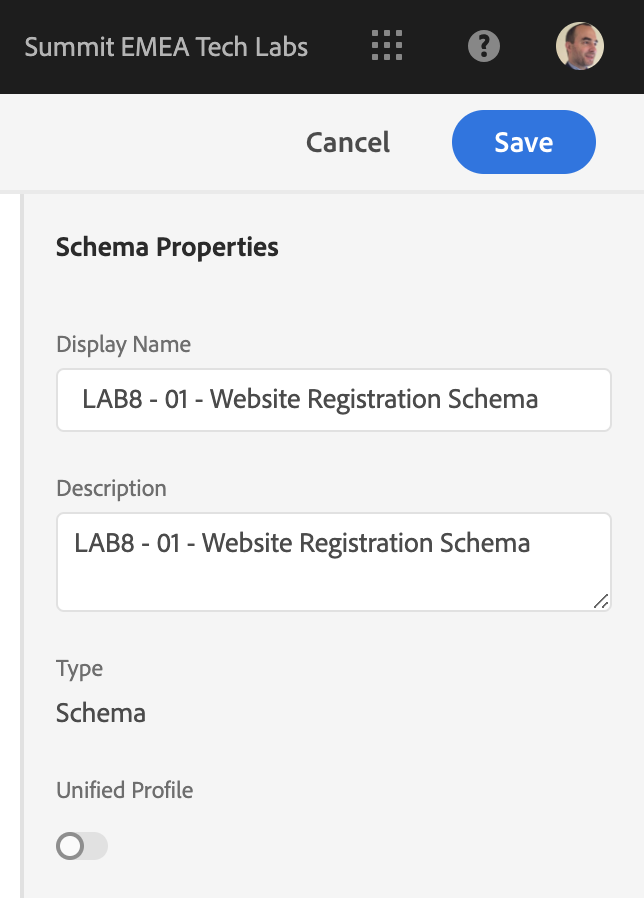 Summit EMEA Tech Labs
?
Cancel
Save
Schema Properties
Display Name
LAB8 - 01 - Website Registration Schema
Description
LAB8 - 01 - Website Registration Schema
Type
Schema
Unified Profile